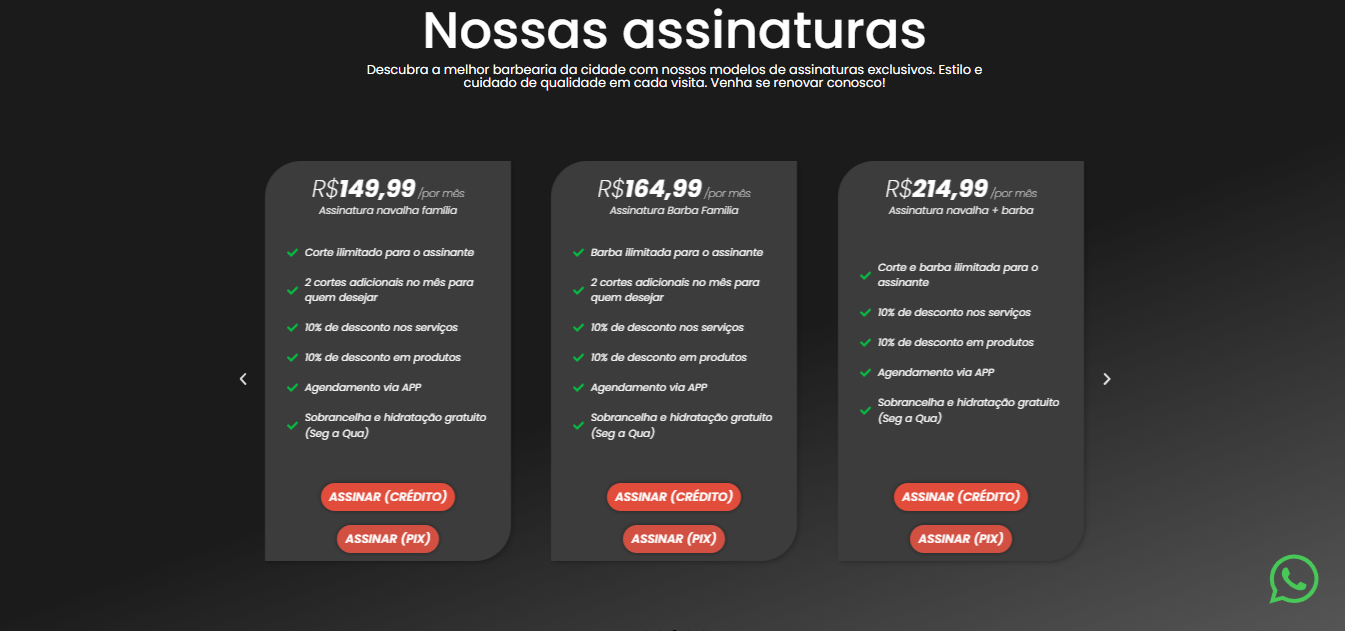 Nossas assinaturas
Descubra a melhor barbearia da cidade com nossos modelos de assinaturas exclusivos. Estilo e
cuidado de qualidade em cada visita. Venha se renovar conosco!
R$149,99 /por mês
Assinatura navalha família
Corte ilimitado para o assinante
2 cortes adicionais no mês para
quem desejar
10% de desconto nos serviços
10% de desconto em produtos
Agendamento via APP
Sobrancelha e hidratação gratuito
(Seg a Qua)
ASSINAR (CRÉDITO)
ASSINAR (PIX)
R$164,99 /por mês
Assinatura Barba Familia
Barba ilimitada para o assinante
2 cortes adicionais no mês para
quem desejar
10% de desconto nos serviços
10% de desconto em produtos
Agendamento via APP
Sobrancelha e hidratação gratuito
(Seg a Qua)
ASSINAR (CRÉDITO)
ASSINAR (PIX)
R$214,99 /por mês
Assinatura navalha + barba
Corte e barba ilimitada para o
assinante
10% de desconto nos serviços
10% de desconto em produtos
Agendamento via APP
Sobrancelha e hidratação gratuito
(Seg a Qua)
ASSINAR (CRÉDITO)
ASSINAR (PIX)